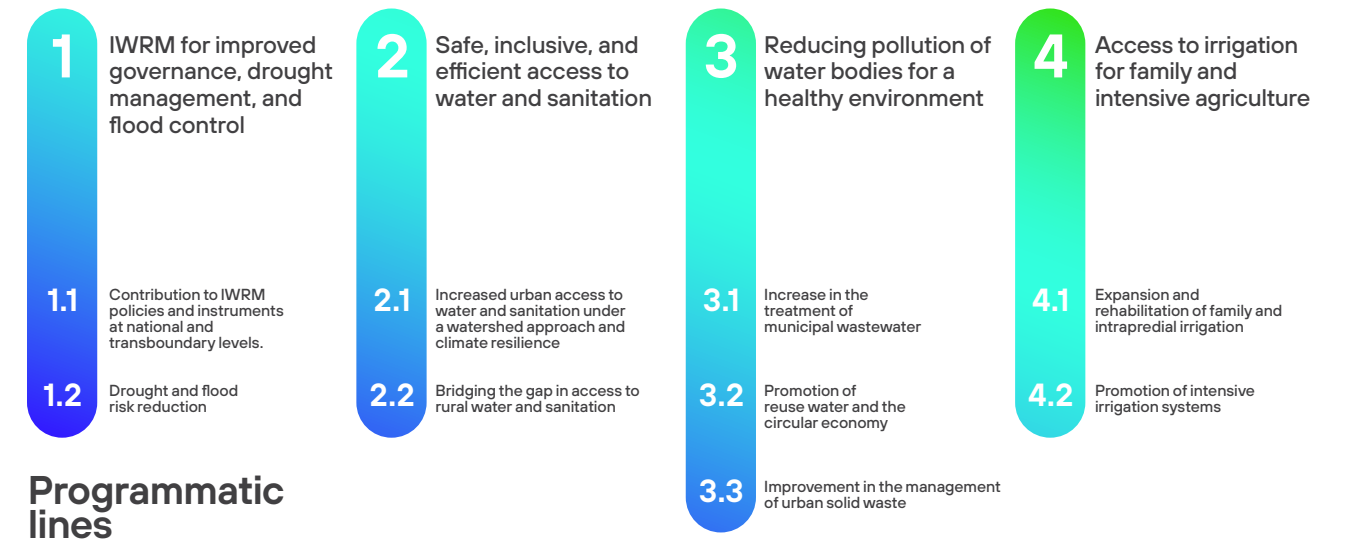 1
IWRM for improved
governance, drought
management, and
flood control
1.1
Contribution to IWRM
policies and instruments
at national and
transboundary levels.
1.2
Drought and flood
risk reduction
2
Safe, inclusive, and
efficient access to
water and sanitation
2.1
Increased urban access to
water and sanitation under
a watershed approach and
climate resilience
2.2
Bridging the gap in access to
rural water and sanitation
3
Reducing pollution of
water bodies for a
healthy environment
3.1
Increase in the
treatment of
municipal wastewater
3.2
Promotion of
reuse water and the
circular economy
3.3
Improvement in the management
of urban solid waste
4
Access to irrigation
for family and
intensive agriculture
4.1
Expansion and
rehabilitation of family and
intrapredial irrigation
4.2
Promotion of intensive
irrigation systems
Programmatic
lines